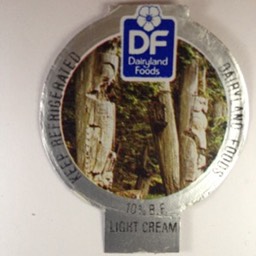 DF
Dairyland
Foods
KEEP REFRIGERATED
DAIRYLAND FOODS
10% B.F.
LIGHT CREAM